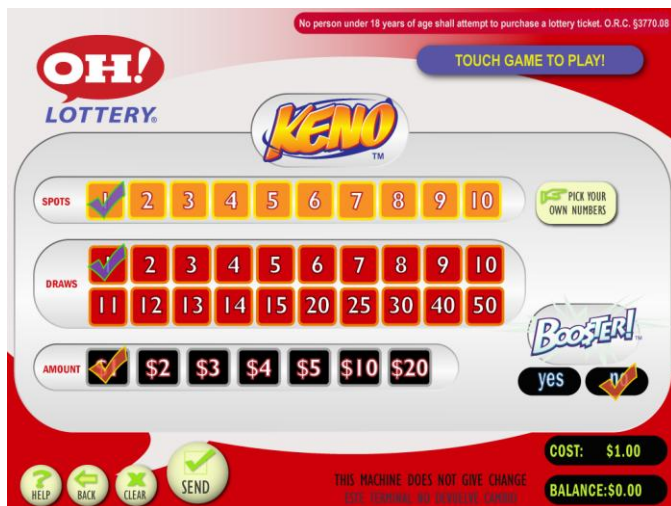 No person under 18 years of age shall attempt to purchase a lottery ticket. O.R.C. §3770.08
OH!
LOTTERY®
TOUCH GAME TO PLAY!
KENO™
SPOTS 1 2 3 4 5 6 7 8 9 10
PICK YOUR
OWN NUMBERS
DRAWS
1 2 3 4 5 6 7 8 9 10
11 12 13 14 15 20 25 30 40 50
BOOSTER!™
AMOUNT $1 $2 $3 $4 $5 $10 $20
yes no
COST: $1.00
HELP BACK CLEAR SEND
THIS MACHINE DOES NOT GIVE CHANGE
ESTE TERMINAL NO DEVUELVE CAMBIO
BALANCE:$0.00